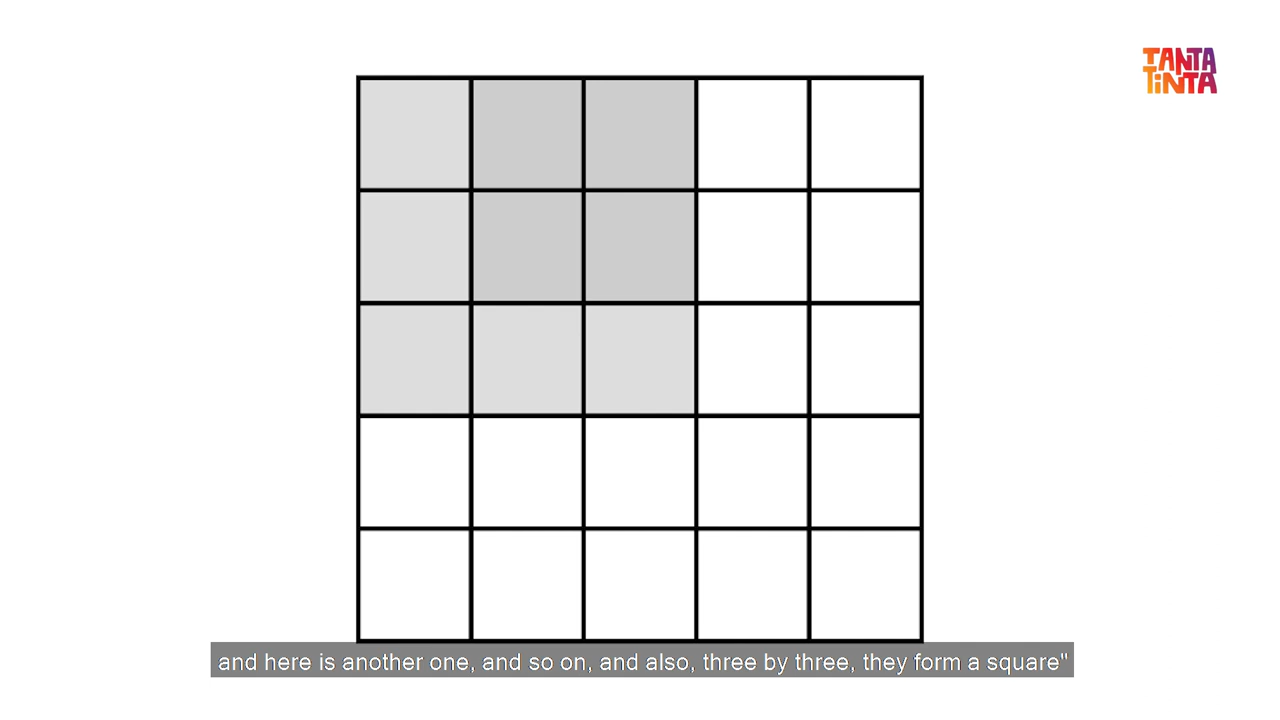 TANTA
TINTA
and here is another one, and so on, and also, three by three, they form a square"